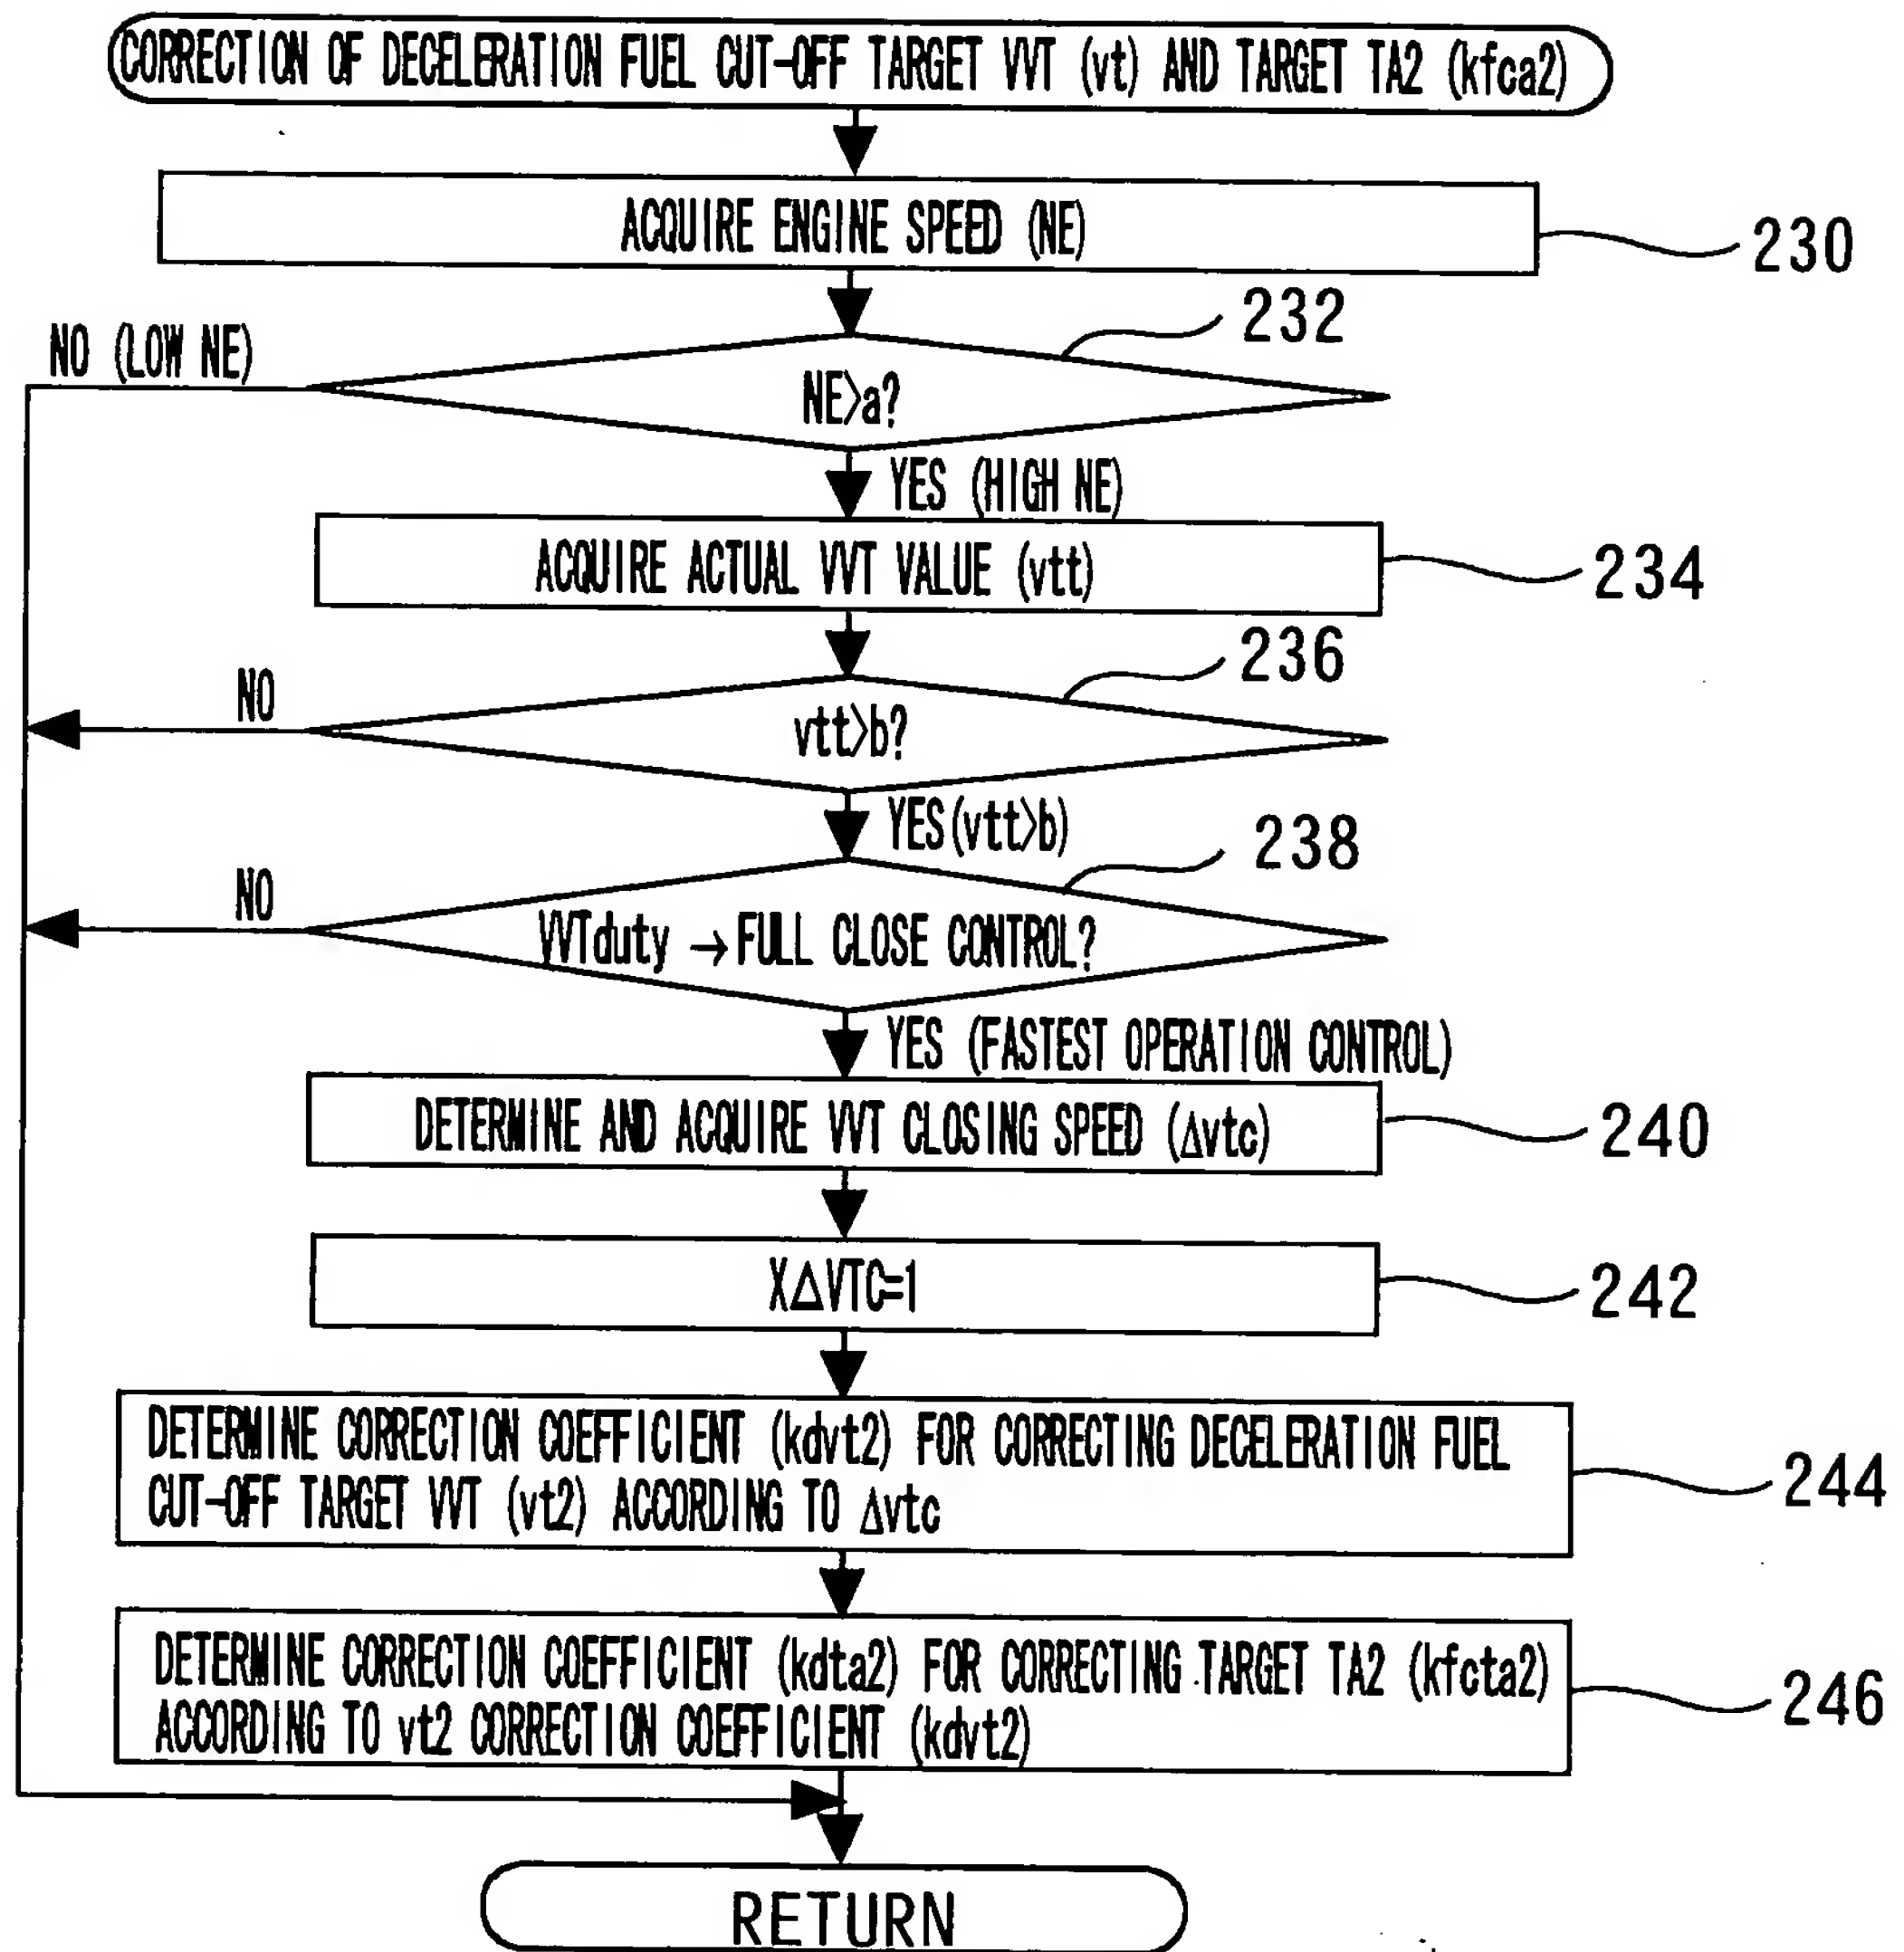 CORRECTION OF DECELERATION FUEL CUT-OFF TARGET VVT (vt) AND TARGET TA2 (kfca2)
ACQUIRE ENGINE SPEED (NE)
230
232
NO (LOW NE)
NE>a?
YES (HIGH NE)
ACQUIRE ACTUAL VVT VALUE (vtt)
234
236
NO
vtt>b?
YES(vtt>b)
238
NO
VVTduty →FULL CLOSE CONTROL?
YES (FASTEST OPERATION CONTROL)
DETERMINE AND ACQUIRE VVT CLOSING SPEED (Δvtc)
240
XΔVTC=1
242
DETERMINE CORRECTION COEFFICIENT (kdvt2) FOR CORRECTING DECELERATION FUEL
CUT-OFF TARGET VVT (vt2) ACCORDING TO Δvtc
244
DETERMINE CORRECTION COEFFICIENT (kdta2) FOR CORRECTING TARGET TA2 (kfcta2)
ACCORDING TO vt2 CORRECTION COEFFICIENT (kdvt2)
246
RETURN